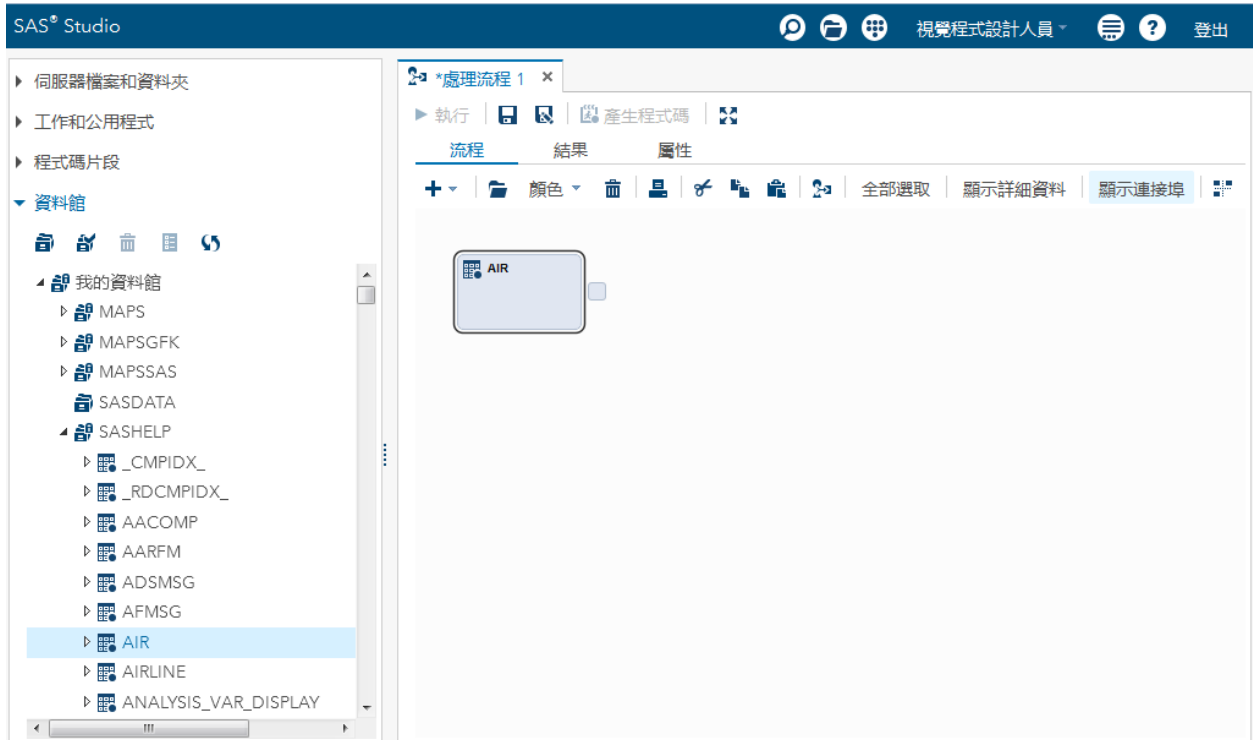 SAS® Studio
視覺程式設計人員
登出
伺服器檔案和資料夾
工作和公用程式
程式碼片段
資料館
我的資料館
MAPS
MAPSGFK
MAPSSAS
SASDATA
SASHELP
_CMPIDX_
_RDCMPIDX_
AACOMP
AARFM
ADSMSG
AFMSG
AIR
AIRLINE
ANALYSIS_VAR_DISPLAY
*處理流程 1
執行 產生程式碼
流程 結果 屬性
顏色 全部選取 顯示詳細資料 顯示連接埠
AIR